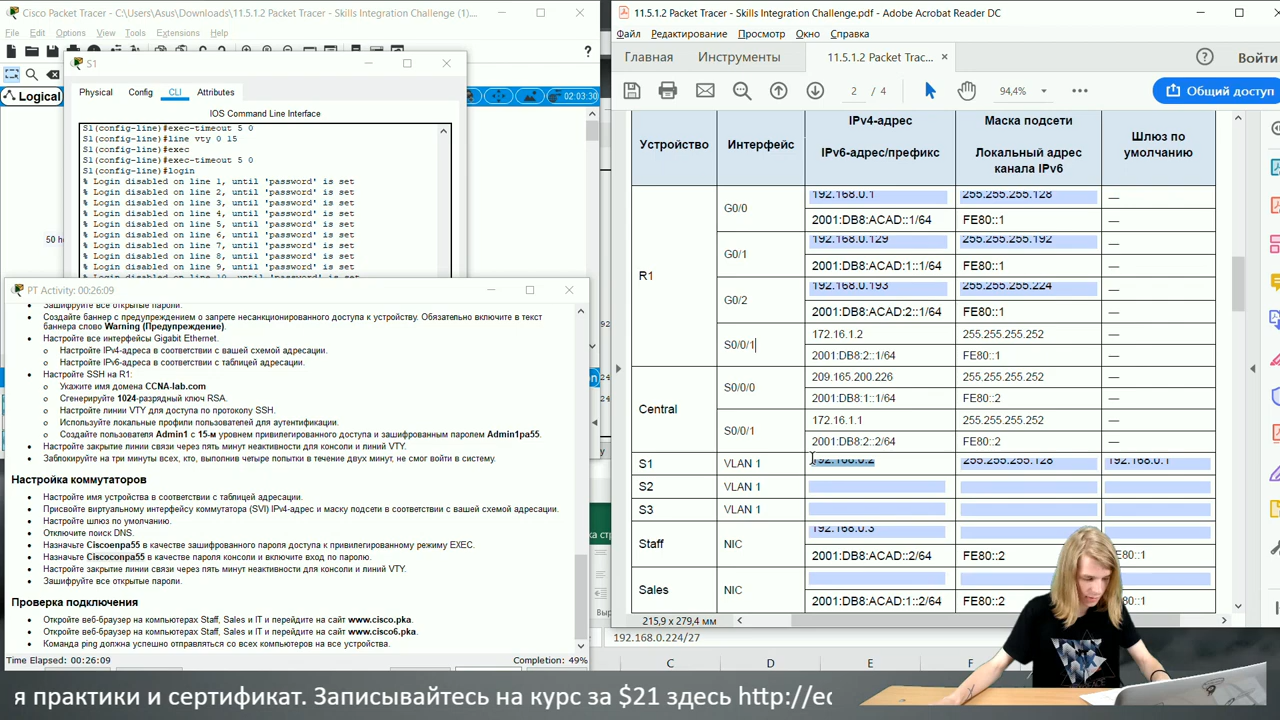 Cisco Packet Tracer - C:\Users\Asus\Downloads\11.5.1.2 Packet Tracer - Skills Integration Challenge (1)....
File Edit Options View Tools Extensions Help
Logical
02:03:30
S1
Physical Config CLI Attributes
IOS Command Line Interface
S1(config-line)#exec-timeout 5 0
S1(config-line)#line vty 0 15
S1(config-line)#exec
S1(config-line)#exec-timeout 5 0
S1(config-line)#login
% Login disabled on line 1, until 'password' is set
% Login disabled on line 2, until 'password' is set
% Login disabled on line 3, until 'password' is set
% Login disabled on line 4, until 'password' is set
% Login disabled on line 5, until 'password' is set
% Login disabled on line 6, until 'password' is set
% Login disabled on line 7, until 'password' is set
% Login disabled on line 8, until 'password' is set
% Login disabled on line 9, until 'password' is set
50 ho
PT Activity: 00:26:09
Зашифруйте все открытые пароли.
Создайте баннер с предупреждением о запрете несанкционированного доступа к устройству. Обязательно включите в текст
баннера слово Warning (Предупреждение).
Настройте все интерфейсы Gigabit Ethernet.
Настройте IPv4-адреса в соответствии с вашей схемой адресации.
Настройте IPv6-адреса в соответствии с таблицей адресации.
Настройте SSH на R1:
Укажите имя домена CCNA-lab.com
Сгенерируйте 1024-разрядный ключ RSA.
Настройте линии VTY для доступа по протоколу SSH.
Используйте локальные профили пользователей для аутентификации.
Создайте пользователя Admin1 с 15-м уровнем привилегированного доступа и зашифрованным паролем Admin1pa55.
Настройте закрытие линии связи через пять минут неактивности для консоли и линий VTY.
Заблокируйте на три минуты всех, кто, выполнив четыре попытки в течение двух минут, не смог войти в систему.
Настройка коммутаторов
Настройте имя устройства в соответствии с таблицей адресации.
Присвойте виртуальному интерфейсу коммутатора (SVI) IPv4-адрес и маску подсети в соответствии с вашей схемой адресации.
Настройте шлюз по умолчанию.
Отключите поиск DNS.
Назначьте Ciscoenpa55 в качестве зашифрованного пароля доступа к привилегированному режиму EXEC.
Назначьте Ciscoconpa55 в качестве пароля консоли и включите вход по паролю.
Настройте закрытие линии связи через пять минут неактивности для консоли и линий VTY.
Зашифруйте все открытые пароли.
Проверка подключения
Откройте веб-браузер на компьютерах Staff, Sales и IT и перейдите на сайт www.cisco.pka.
Откройте веб-браузер на компьютерах Staff, Sales и IT и перейдите на сайт www.cisco6.pka.
Команда ping должна успешно отправляться со всех компьютеров на все устройства.
Time Elapsed: 00:26:09 Completion: 49%
11.5.1.2 Packet Tracer - Skills Integration Challenge.pdf - Adobe Acrobat Reader DC
Файл Редактирование Просмотр Окно Справка
Главная Инструменты 11.5.1.2 Packet Trac... × Войти
2 / 4 94,4% Общий доступ
Устройство Интерфейс IPv4-адрес IPv6-адрес/префикс Маска подсети Локальный адрес канала IPv6 Шлюз по умолчанию
R1 G0/0 192.168.0.1 255.255.255.128 —
2001:DB8:ACAD::1/64 FE80::1 —
G0/1 192.168.0.129 255.255.255.192 —
2001:DB8:ACAD:1::1/64 FE80::1 —
G0/2 192.168.0.193 255.255.255.224 —
2001:DB8:ACAD:2::1/64 FE80::1 —
S0/0/1 172.16.1.2 255.255.255.252 —
2001:DB8:2::1/64 FE80::1 —
Central S0/0/0 209.165.200.226 255.255.255.252 —
2001:DB8:1::1/64 FE80::2 —
S0/0/1 172.16.1.1 255.255.255.252 —
2001:DB8:2::2/64 FE80::2 —
S1 VLAN 1 192.168.0.2 255.255.255.128 192.168.0.1
S2 VLAN 1
S3 VLAN 1
Staff NIC 192.168.0.3
2001:DB8:ACAD::2/64 FE80::2 FE80::1
Sales NIC
2001:DB8:ACAD:1::2/64 FE80::2 FE80::1
215,9 x 279,4 мм
192.168.0.224/27
C D E F
я практики и сертификат. Записывайтесь на курс за $21 здесь http://ed